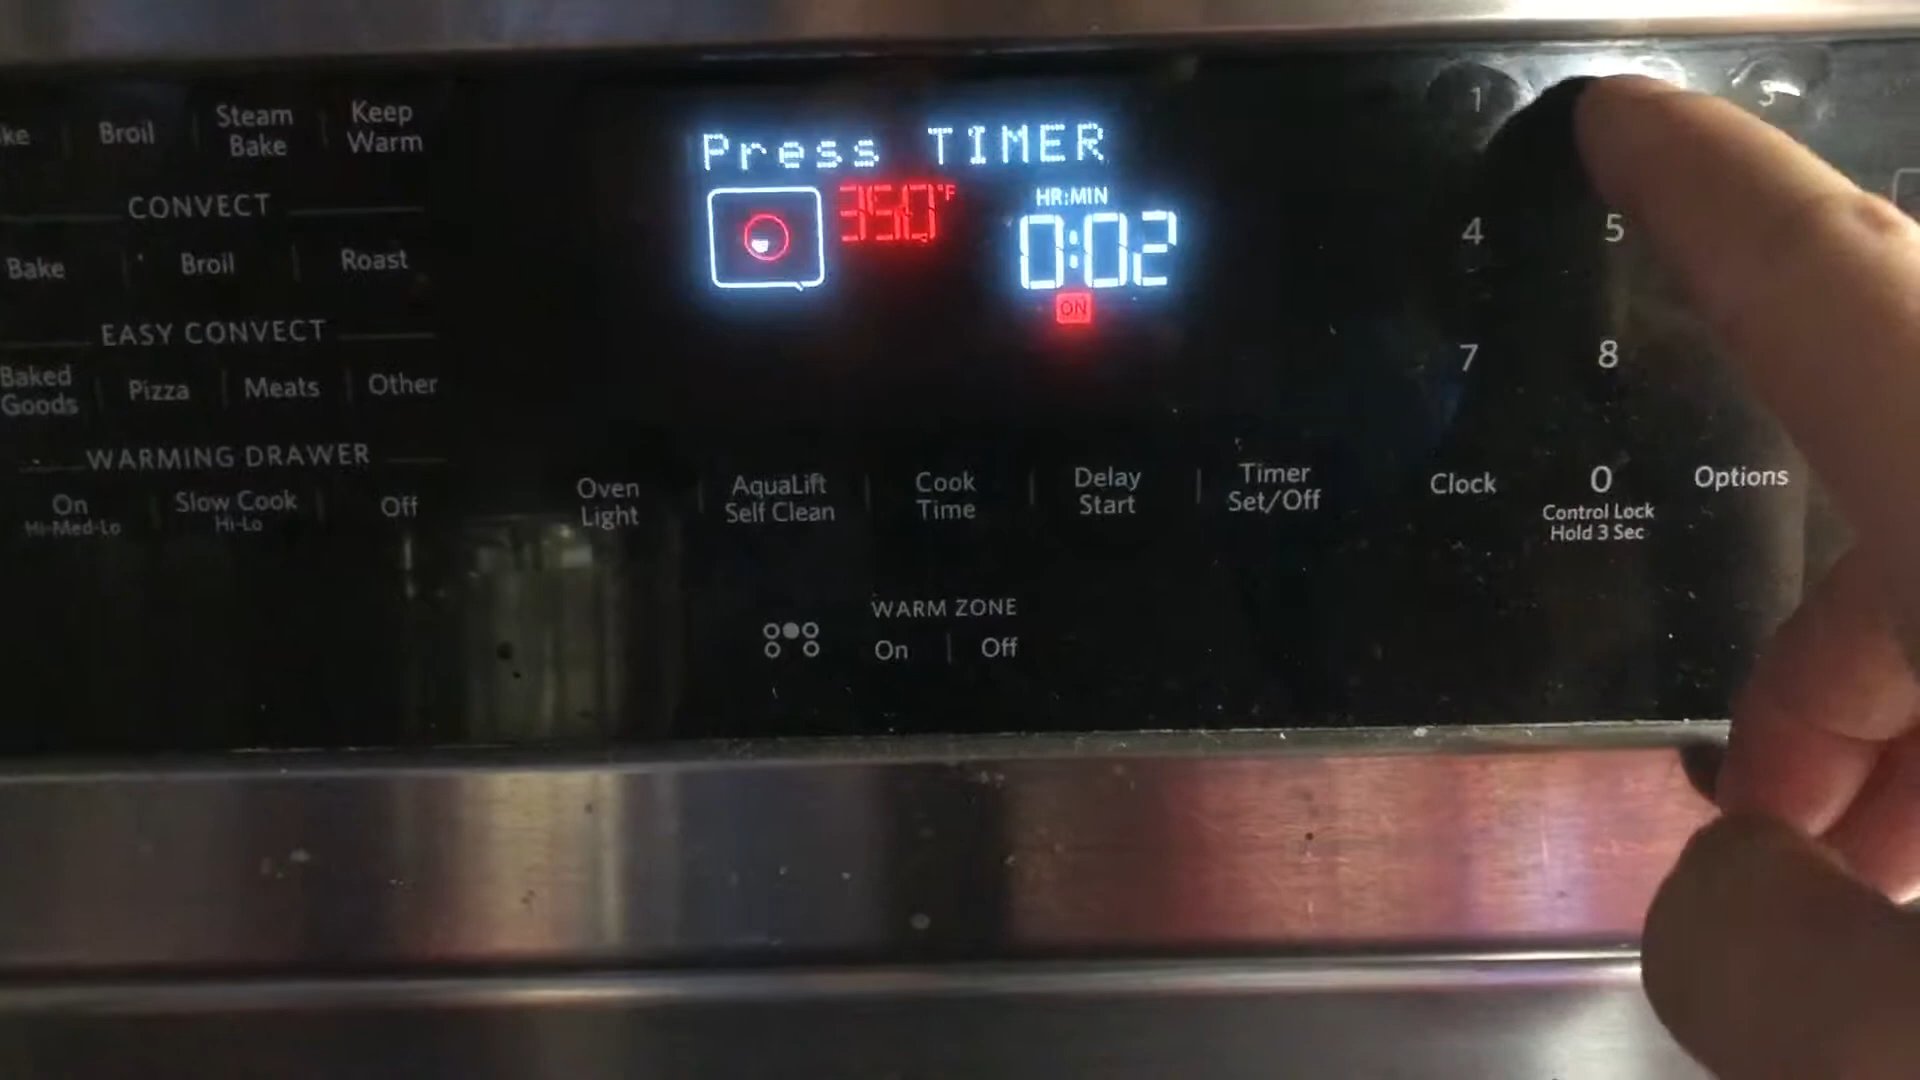 Broil
Steam Bake
Keep Warm
CONVECT
Bake
Broil
Roast
EASY CONVECT
Baked Goods
Pizza
Meats
Other
WARMING DRAWER
On
Hi-Med-Lo
Slow Cook
Hi-Lo
Off
Press TIMER
350°F
HR:MIN
0:02
ON
Oven Light
AquaLift Self Clean
Cook Time
Delay Start
Timer Set/Off
WARM ZONE
On
Off
1
3
4
5
7
8
Clock
0
Options
Control Lock
Hold 3 Sec